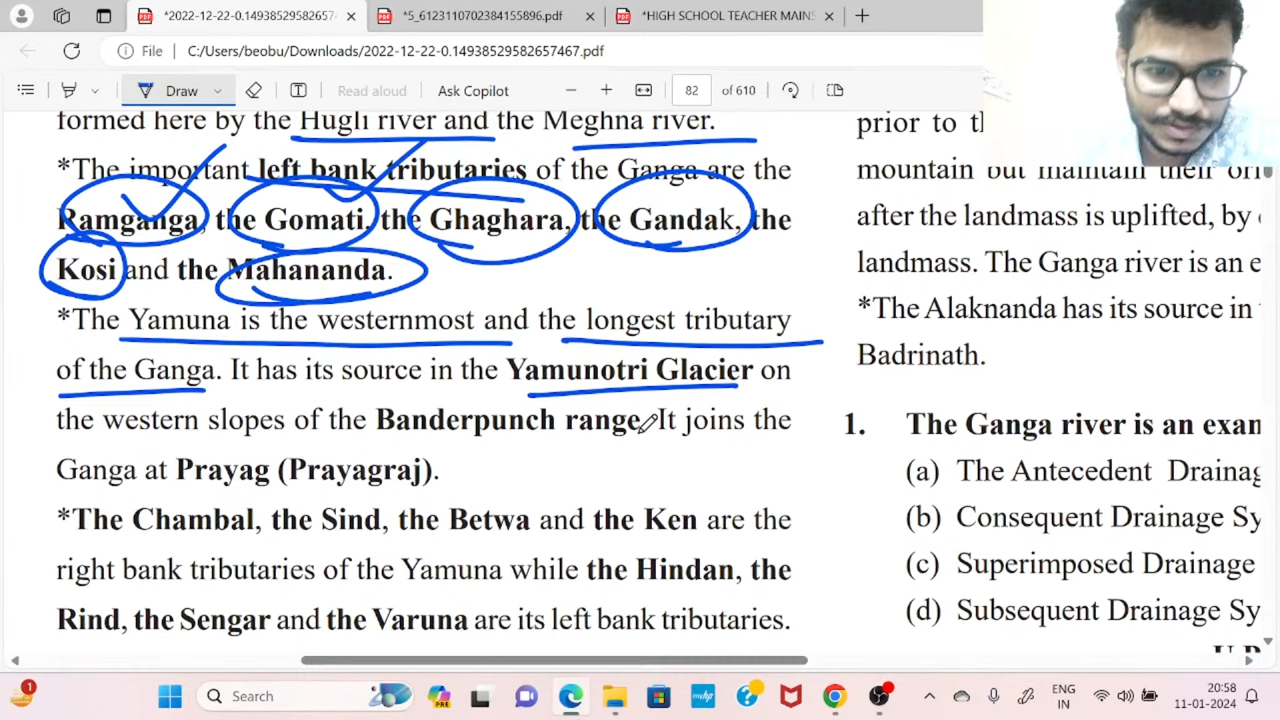 *2022-12-22-0.149385295826574
*5_6123110702384155896.pdf
*HIGH SCHOOL TEACHER MAINS
File
C:/Users/beobu/Downloads/2022-12-22-0.14938529582657467.pdf
Draw
Read aloud
Ask Copilot
82
of 610
formed here by the Hugli river and the Meghna river.
*The important left bank tributaries of the Ganga are the
Ramganga, the Gomati, the Ghaghara, the Gandak, the
Kosi and the Mahananda.
*The Yamuna is the westernmost and the longest tributary
of the Ganga. It has its source in the Yamunotri Glacier on
the western slopes of the Banderpunch range. It joins the
Ganga at Prayag (Prayagraj).
*The Chambal, the Sind, the Betwa and the Ken are the
right bank tributaries of the Yamuna while the Hindan, the
Rind, the Sengar and the Varuna are its left bank tributaries.
prior to
mountain but maintain their
after the landmass is uplifted, by
landmass. The Ganga river is an
*The Alaknanda has its source in
Badrinath.
1. The Ganga river is an
(a) The Antecedent
(b) Consequent Drainage
(c) Superimposed Drainage
(d) Subsequent Drainage
Search
ENG
IN
20:58
11-01-2024